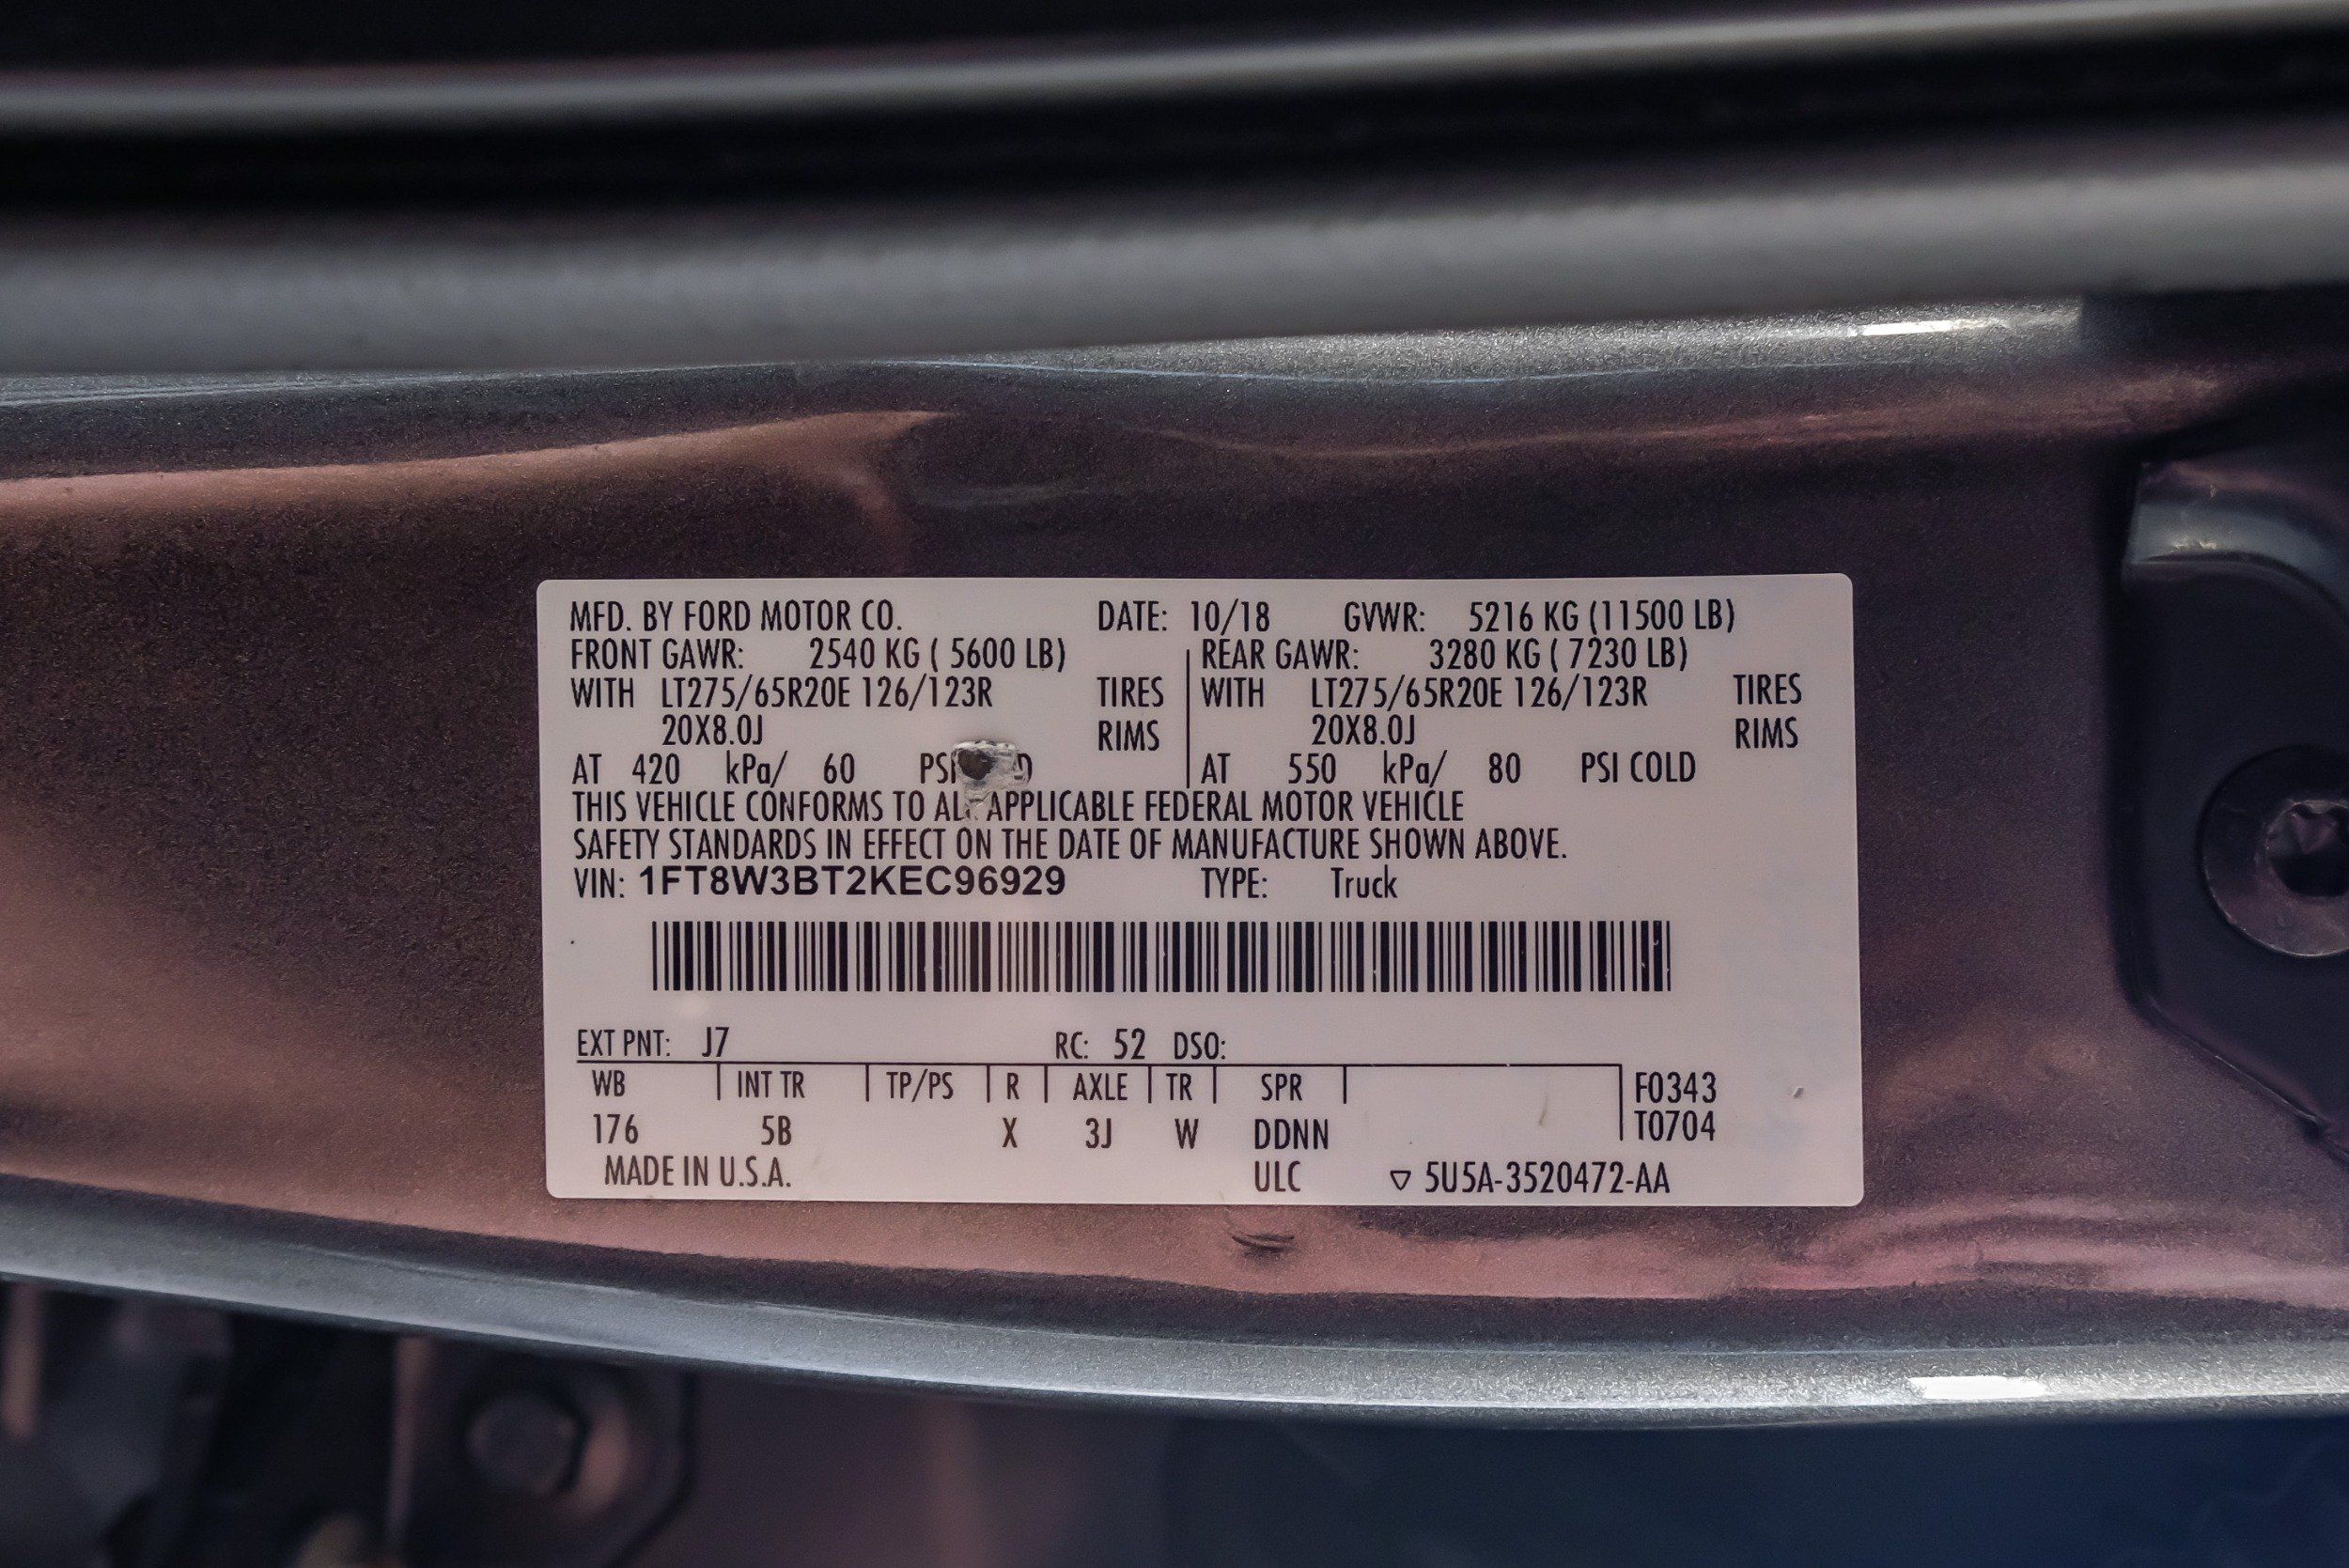 MFD. BY FORD MOTOR CO. DATE: 10/18 GVWR: 5216 KG (11500 LB)
FRONT GAWR: 2540 KG ( 5600 LB) REAR GAWR: 3280 KG ( 7230 LB)
WITH LT275/65R20E 126/123R TIRES WITH LT275/65R20E 126/123R TIRES
20X8.0J RIMS 20X8.0J RIMS
AT 420 kPa/ 60 PSI AT 550 kPa/ 80 PSI COLD
THIS VEHICLE CONFORMS TO ALL APPLICABLE FEDERAL MOTOR VEHICLE
SAFETY STANDARDS IN EFFECT ON THE DATE OF MANUFACTURE SHOWN ABOVE.
VIN: 1FT8W3BT2KEC96929 TYPE: Truck
EXT PNT: J7 RC: 52 DSO:
WB INT TR TP/PS R AXLE TR SPR F0343
176 5B X 3J W DDNN T0704
MADE IN U.S.A. ULC ▽ 5U5A-3520472-AA